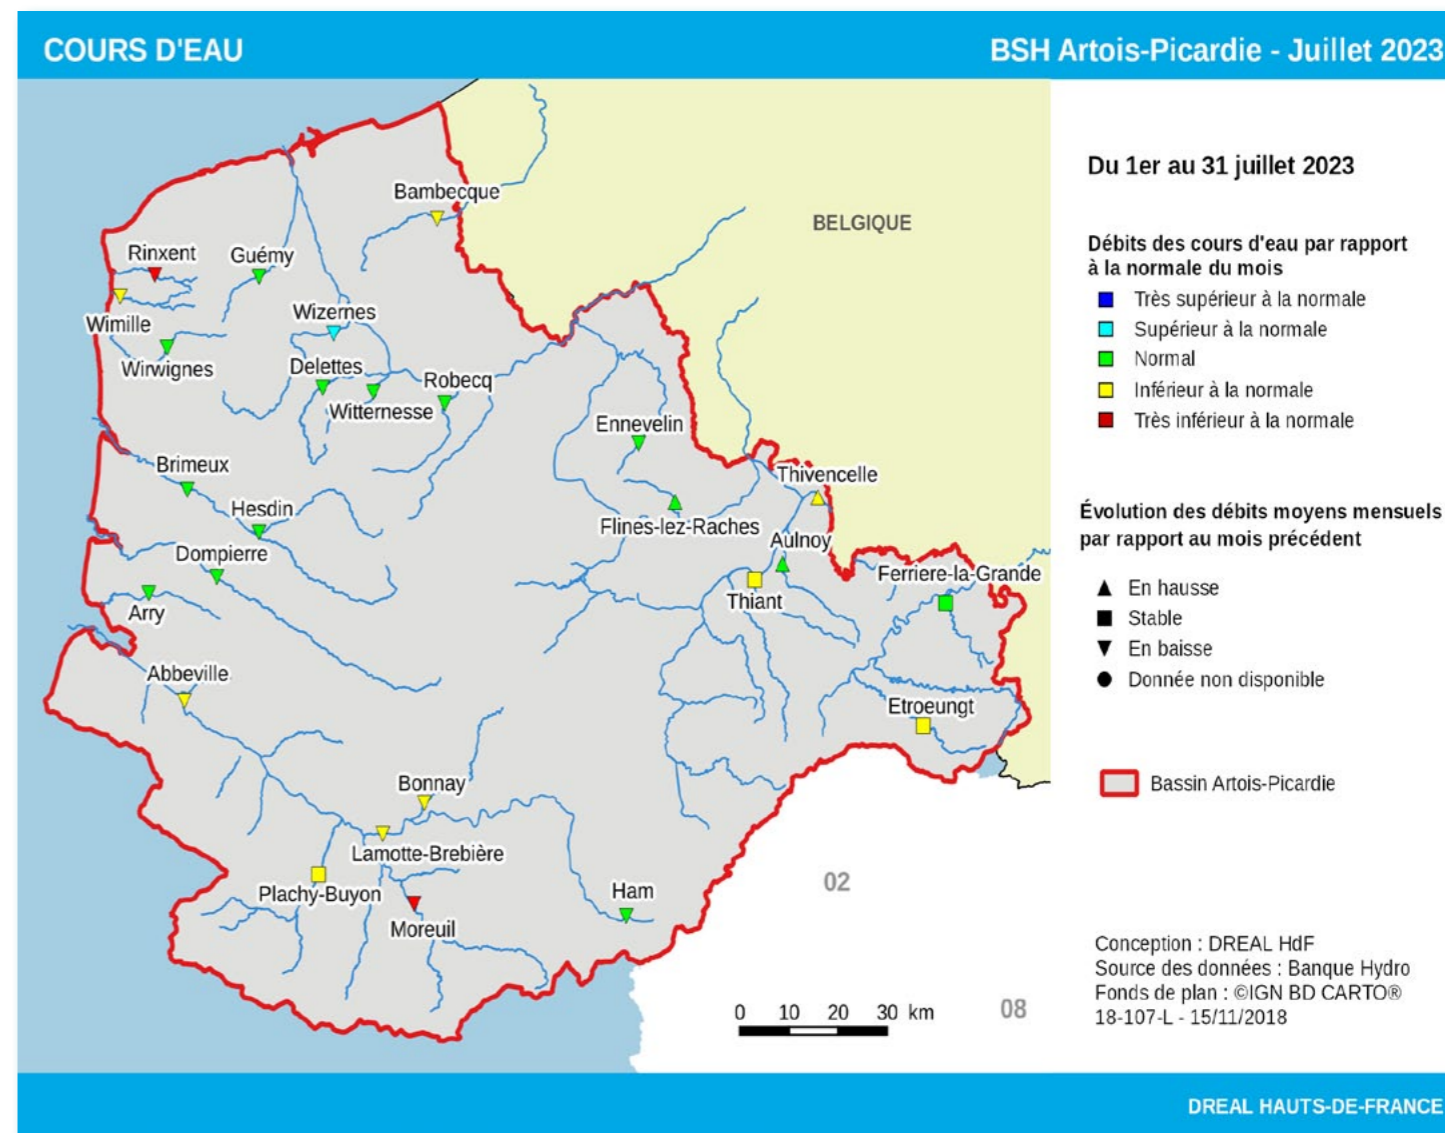 COURS D'EAU
BSH Artois-Picardie - Juillet 2023
Bambecque
BELGIQUE
Rinxent
Guémy
Wimille
Wizernes
Wirwignes
Delettes
Robecq
Witternesse
Ennevelin
Brimeux
Thivencelle
Hesdin
Flines-lez-Raches
Aulnoy
Dompierre
Ferriere-la-Grande
Thiant
Arry
Abbeville
Etroeungt
Bonnay
Lamotte-Brebière
Plachy-Buyon
Ham
Moreuil
02
08
0 10 20 30 km
Du 1er au 31 juillet 2023
Débits des cours d'eau par rapport
à la normale du mois
Très supérieur à la normale
Supérieur à la normale
Normal
Inférieur à la normale
Très inférieur à la normale
Évolution des débits moyens mensuels
par rapport au mois précédent
En hausse
Stable
En baisse
Donnée non disponible
Bassin Artois-Picardie
Conception : DREAL HdF
Source des données : Banque Hydro
Fonds de plan : ©IGN BD CARTO®
18-107-L - 15/11/2018
DREAL HAUTS-DE-FRANCE